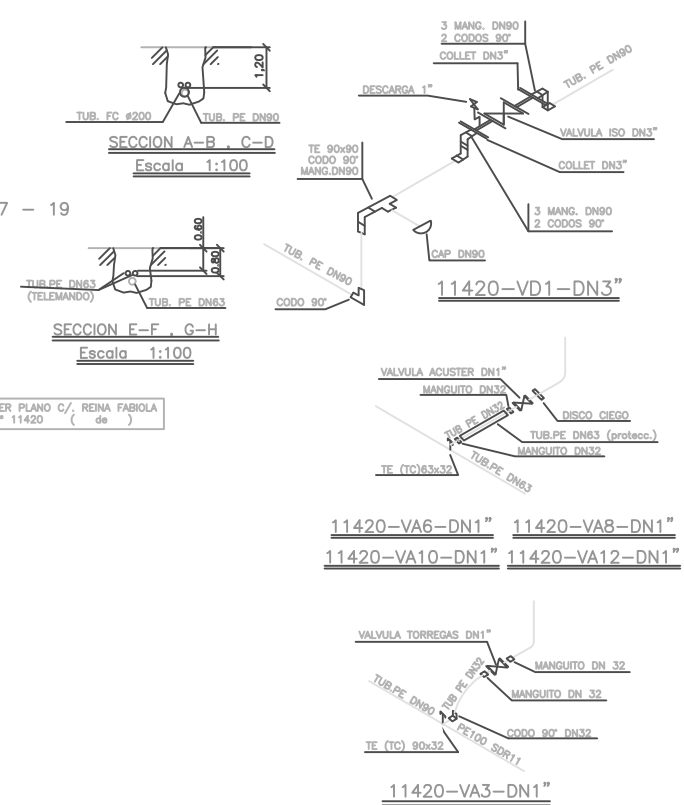 1,20
TUB. FC ø200
TUB. PE DN90
SECCION A-B . C-D
Escala 1:100
7 - 19
0.60
0.80
TUB.PE DN63
(TELEMANDO)
TUB. PE DN63
SECCION E-F . G-H
Escala 1:100
ER PLANO C/. REINA FABIOLA
11420 ( de )
3 MANG. DN90
2 CODOS 90°
COLLET DN3"
TUB. PE DN90
DESCARGA 1"
VALVULA ISO DN3"
COLLET DN3"
TE 90x90
CODO 90°
MANG.DN90
3 MANG. DN90
2 CODOS 90°
CAP DN90
TUB. PE DN90
CODO 90°
11420-VD1-DN3"
VALVULA ACUSTER DN1"
MANGUITO DN32
TUB PE DN32
DISCO CIEGO
TUB.PE DN63 (protecc.)
MANGUITO DN32
TE (TC)63x32
TUB.PE DN63
11420-VA6-DN1" 11420-VA8-DN1"
11420-VA10-DN1" 11420-VA12-DN1"
VALVULA TORREGAS DN1"
MANGUITO DN 32
TUB PE DN32
TUB.PE DN90
MANGUITO DN 32
CODO 90° DN32
PE100 SDR11
TE (TC) 90x32
11420-VA3-DN1"